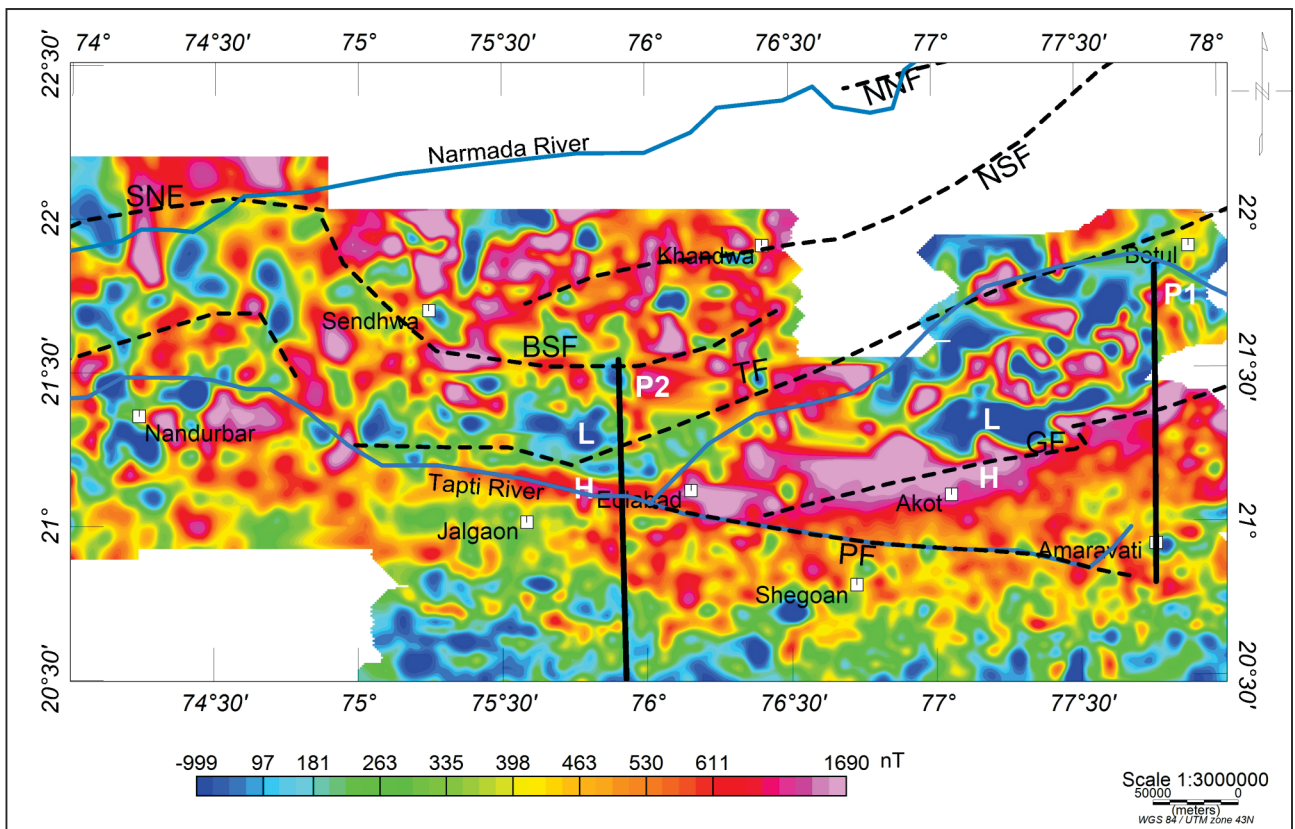 74° 74°30' 75° 75°30' 76° 76°30' 77° 77°30' 78°
22°30'
NNF
N
Narmada River
NSF
SNF
22°
22°
Khandwa
Betul
P1
Sendhwa
BSF
TF
21°30'
21°30'
P2
L
L
Nandurbar
GF
H
H
Tapti River
Edlabad
Akot
Jalgaon
21°
21°
PF
Amaravati
Shegoan
20°30'
20°30'
74°30' 75° 75°30' 76° 76°30' 77° 77°30'
-999 97 181 263 335 398 463 530 611 1690 nT
Scale 1:3000000
50000 0
(meters)
WGS 84 / UTM zone 43N